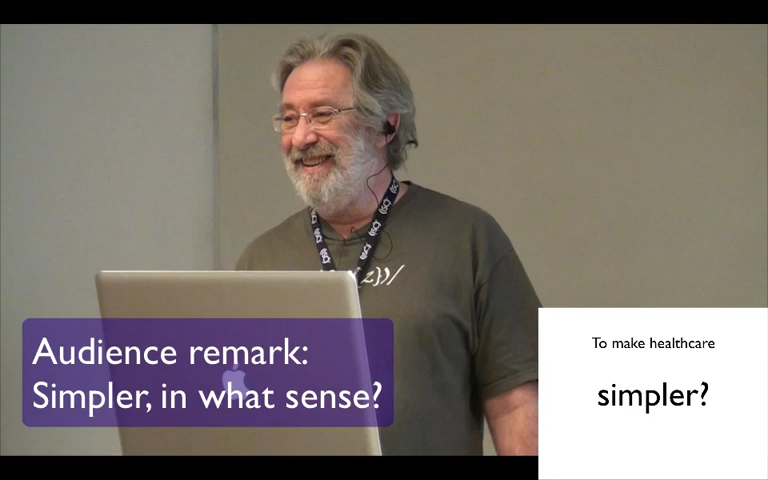 Audience remark:
Simpler, in what sense?
To make healthcare
simpler?